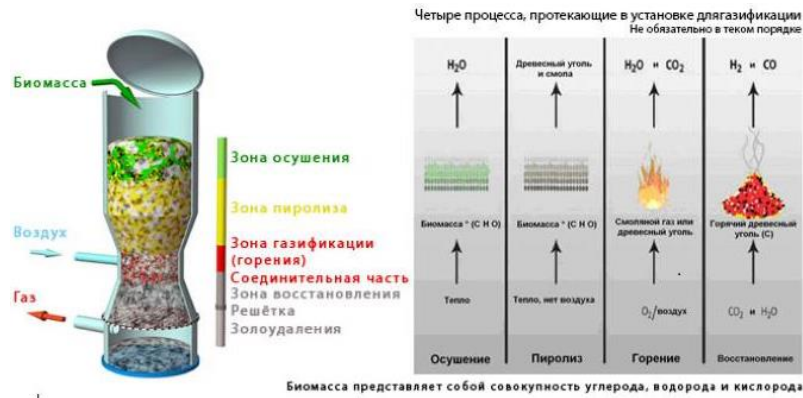 Четыре процесса, протекающие в установке длягазификации
Не обязательно в теком порядке
Биомасса
Зона осушения
Зона пиролиза
Воздух
Зона газификации
(горения)
Соединительная часть
Газ
Зона восстановления
Решётка
Золоудаления
H₂O
Древесный уголь
и смола
H₂O и CO₂
H₂ и CO
Биомасса * (C H O)
Биомасса * (C H O)
Смоляной газ или
древесный уголь
Горячий древесный
уголь (C)
Тепло
Тепло, нет воздуха
O₂/воздух
CO₂ и H₂O
Осушение
Пиролиз
Горение
Восстановление
Биомасса представляет собой совокупность углерода, водорода и кислорода